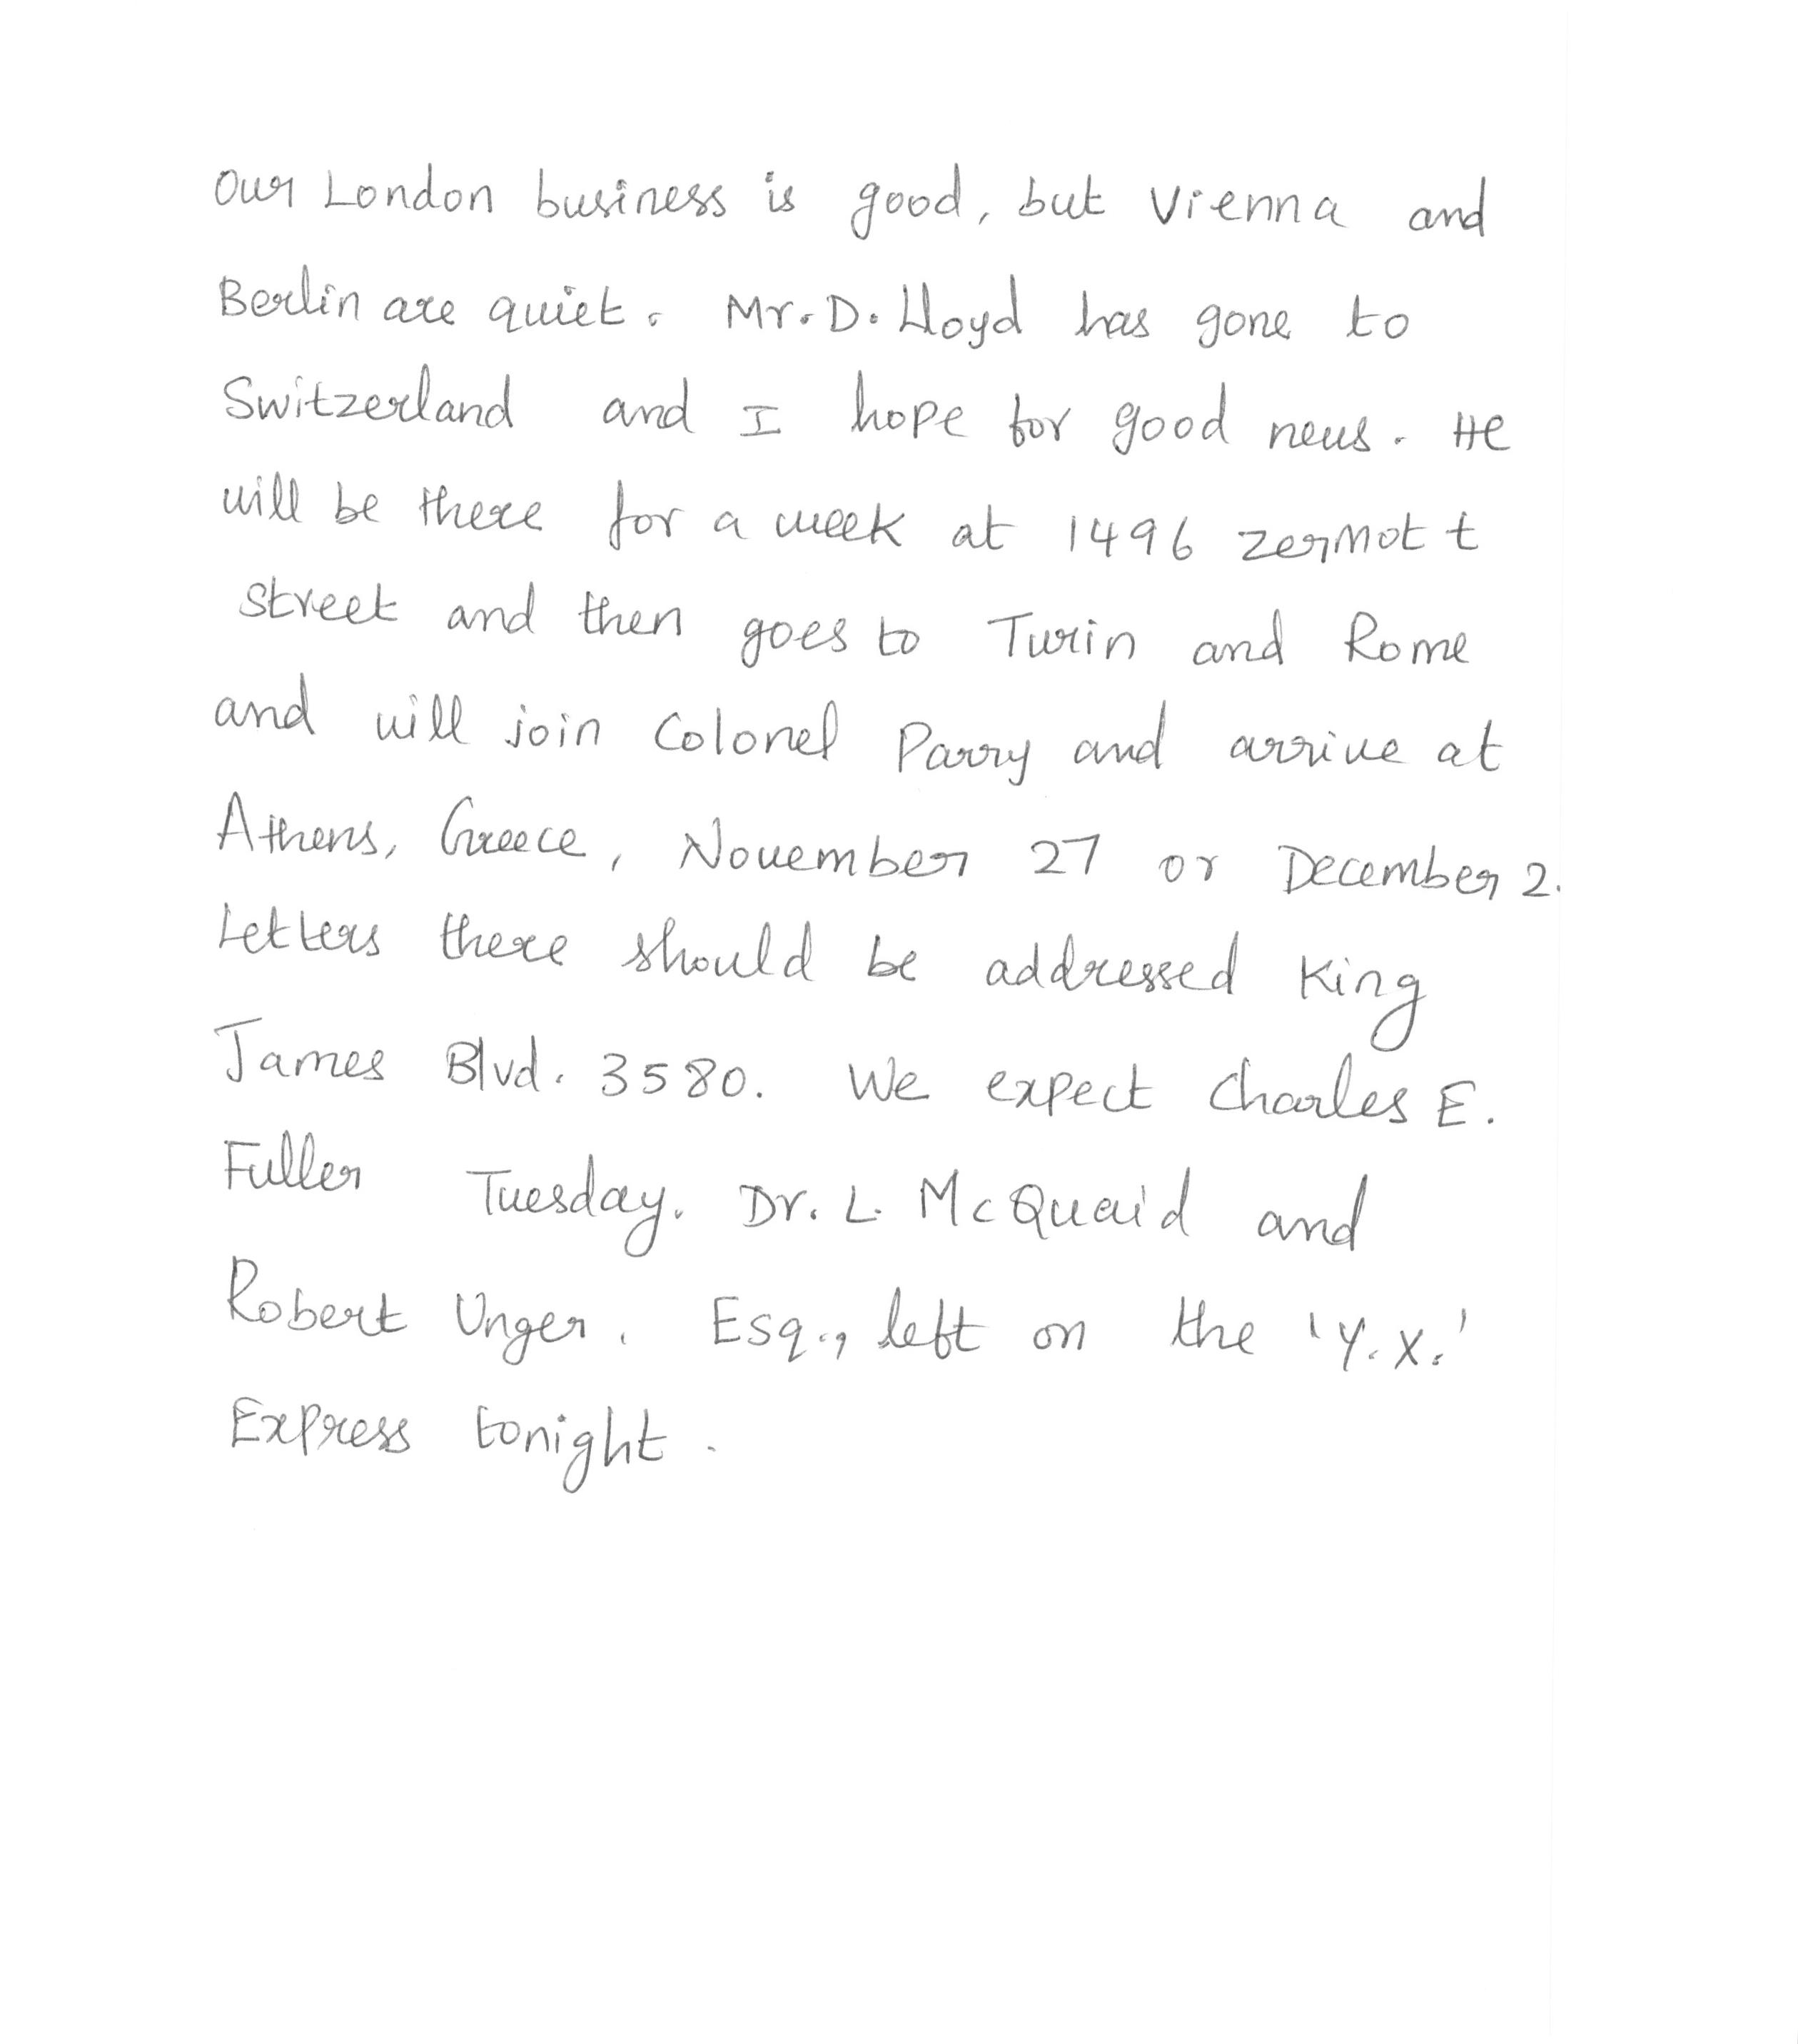 Our London business is good, but Vienna and
Berlin are quiet. Mr. D. Lloyd has gone to
Switzerland and I hope for good news. He
will be there for a week at 1496 zermott
street and then goes to Turin and Rome
and will join Colonel Parry and arrive at
Athens, Greece, November 27 or December 2.
Letters there should be addressed King
James Blvd. 3580. We expect Charles E.
Fuller Tuesday. Dr. L. McQuaid and
Robert Unger. Esq., left on the 'Y.X.'
Express tonight.